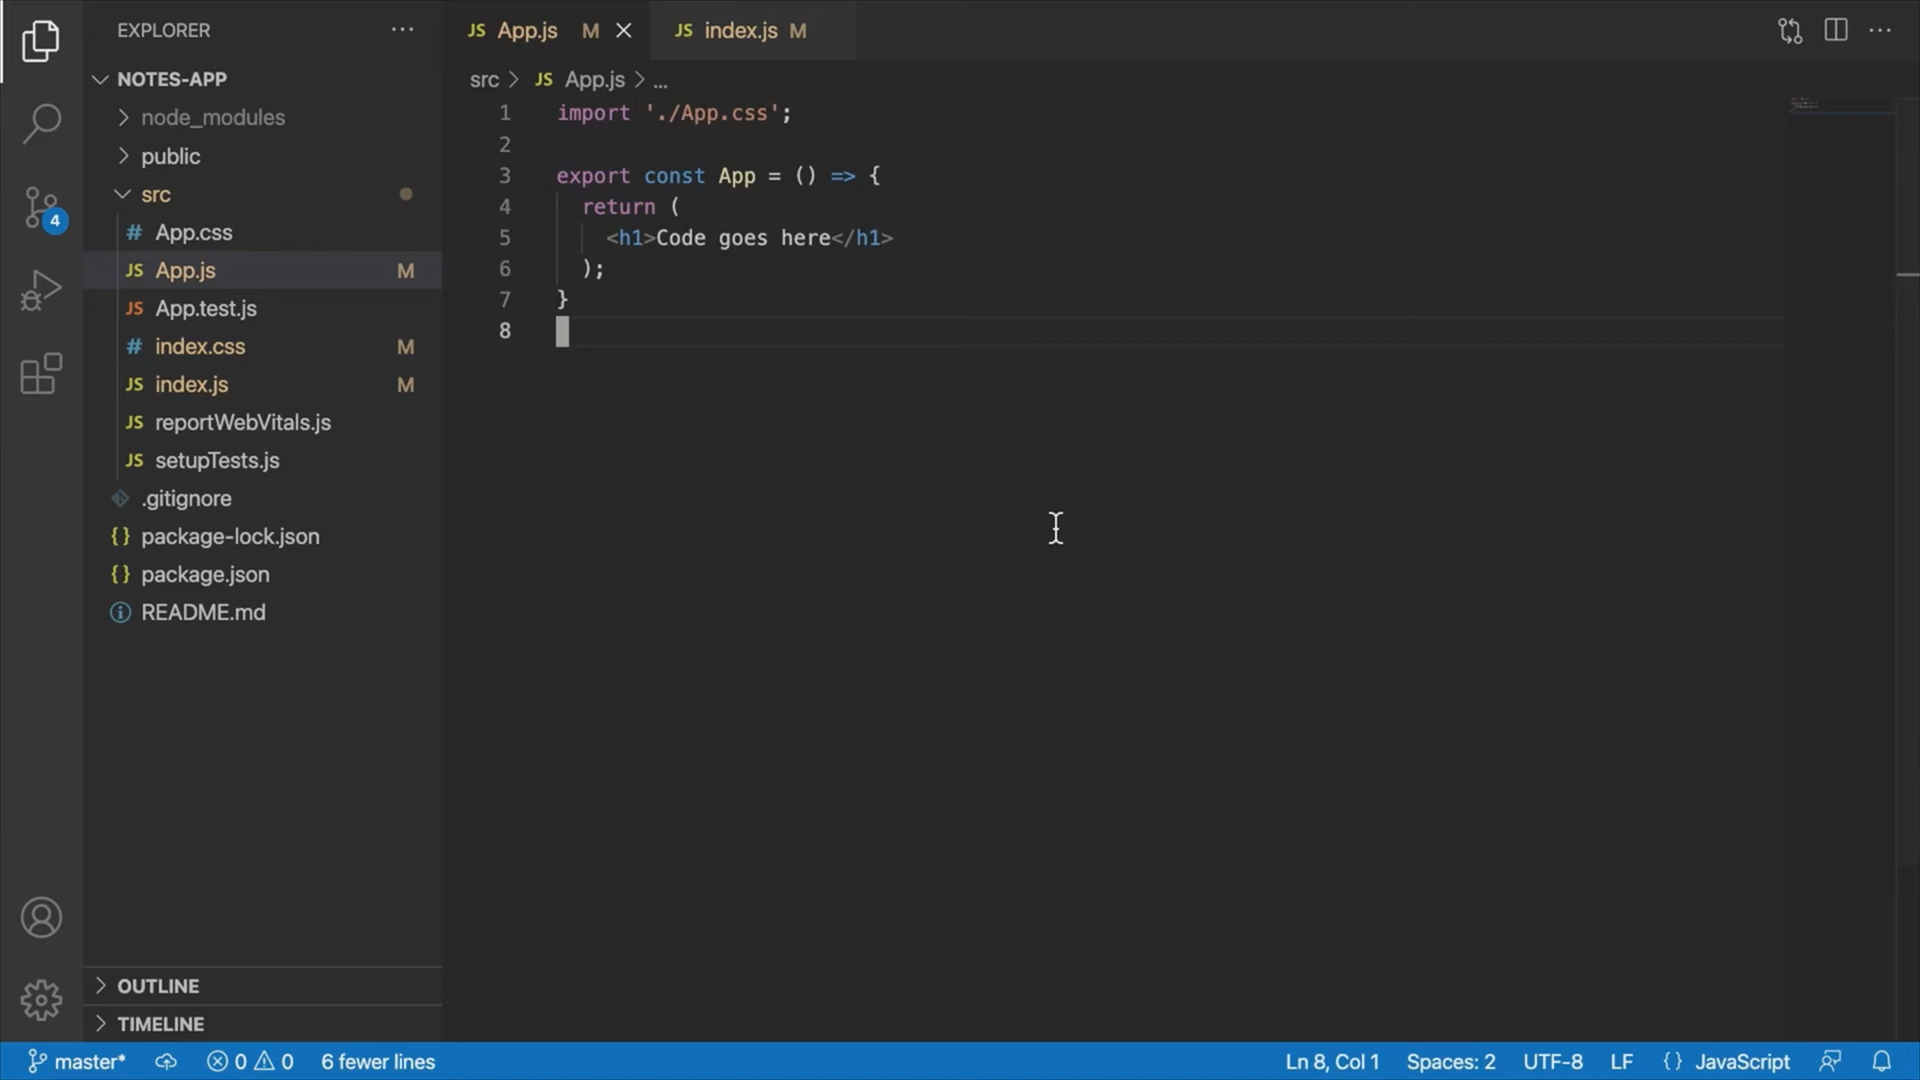 EXPLORER
NOTES-APP
node_modules
public
src
# App.css
JS App.js M
JS App.test.js
# index.css M
JS index.js M
JS reportWebVitals.js
JS setupTests.js
.gitignore
{} package-lock.json
{} package.json
README.md
OUTLINE
TIMELINE
4
JS App.js M
JS index.js M
src > JS App.js > ...
1 import './App.css';
2
3 export const App = () => {
4 return (
5 <h1>Code goes here</h1>
6 );
7 }
8
master* 0 0 6 fewer lines
Ln 8, Col 1 Spaces: 2 UTF-8 LF {} JavaScript